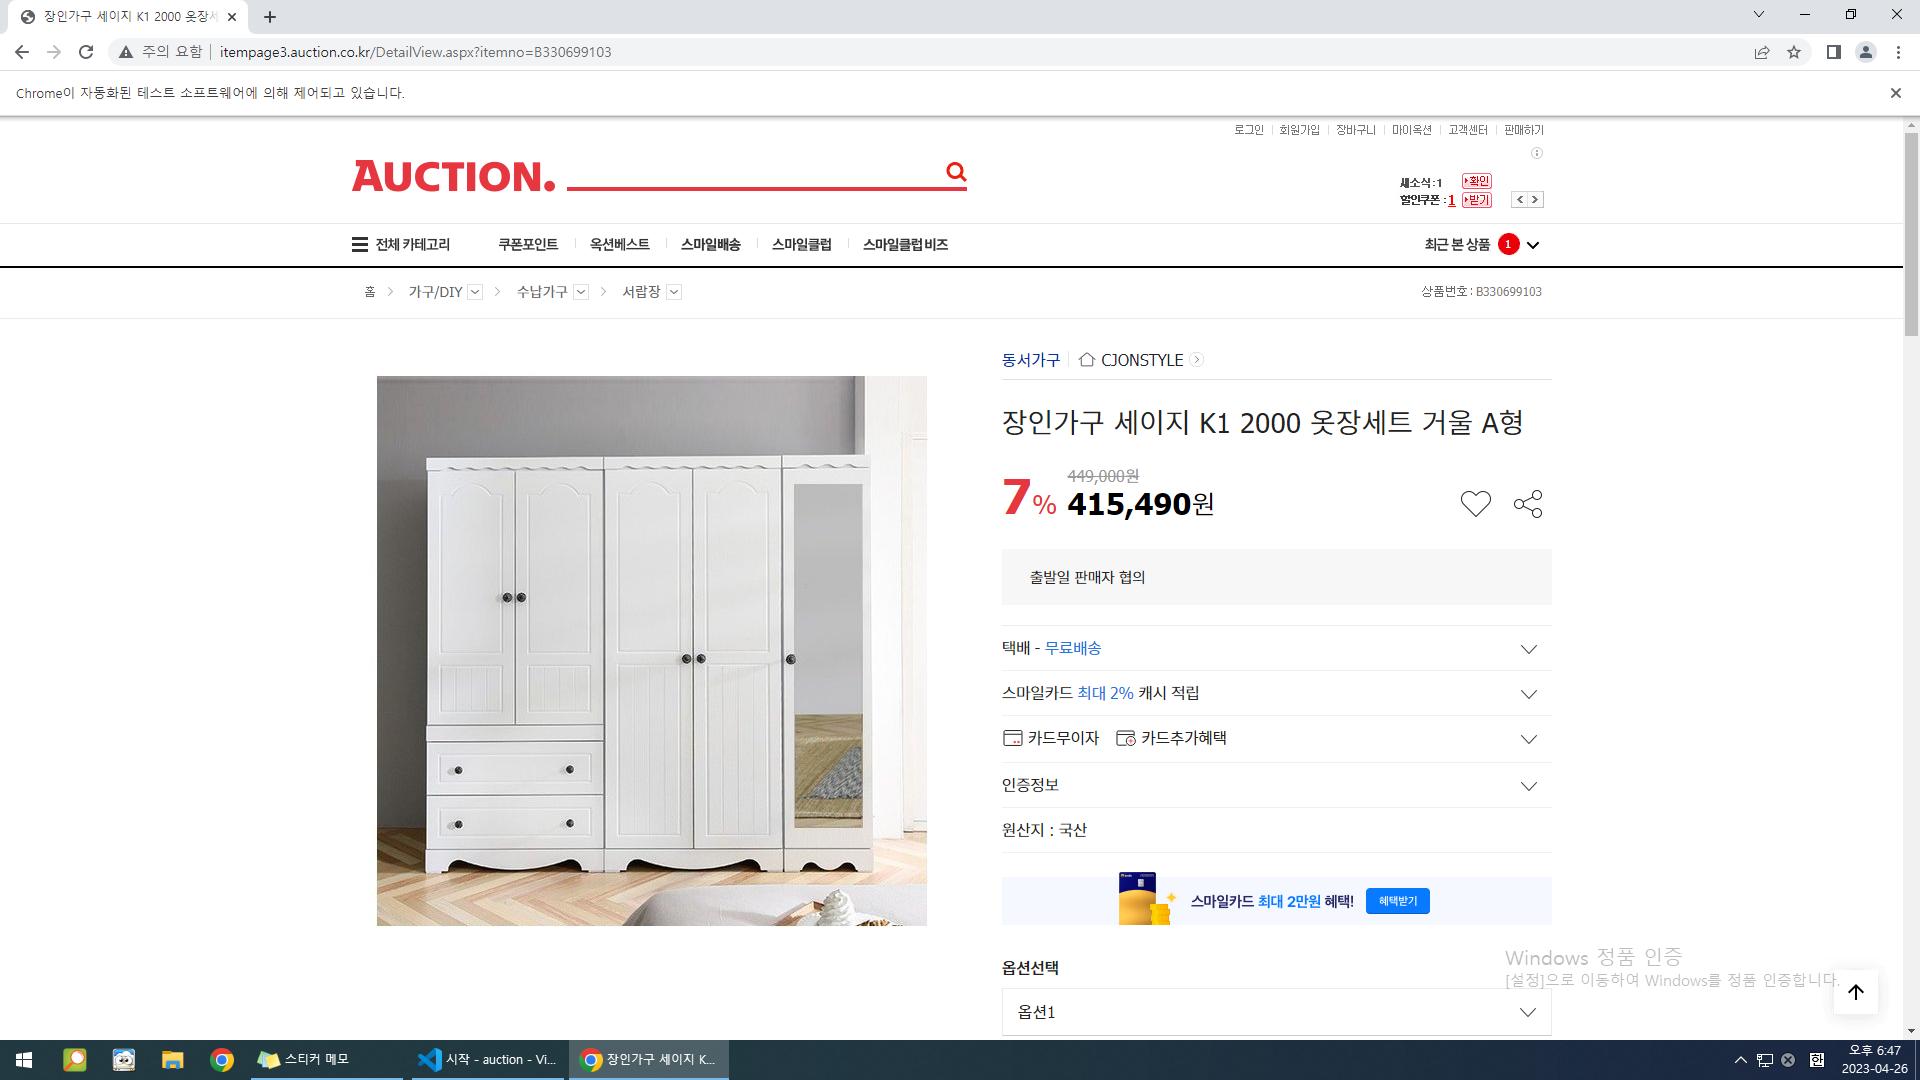 장인가구 세이지 K1 2000 옷장세
주의 요함 itempage3.auction.co.kr/DetailView.aspx?itemno=B330699103
Chrome이 자동화된 테스트 소프트웨어에 의해 제어되고 있습니다.
로그인 회원가입 장바구니 마이옥션 고객센터 판매하기
AUCTION.
새소식:1 확인
할인쿠폰:1 받기
전체 카테고리 쿠폰포인트 옥션베스트 스마일배송 스마일클럽 스마일클럽 비즈 최근 본 상품 1
홈 가구/DIY 수납가구 서랍장 상품번호 : B330699103
동서가구 CJONSTYLE
장인가구 세이지 K1 2000 옷장세트 거울 A형
449,000원
7% 415,490원
출발일 판매자 협의
택배 - 무료배송
스마일카드 최대 2% 캐시 적립
카드무이자 카드추가혜택
인증정보
원산지 : 국산
스마일카드 최대 2만원 혜택! 혜택받기
옵션선택
옵션1
Windows 정품 인증
[설정]으로 이동하여 Windows를 정품 인증합니다.
스티커 메모 시작 - auction - Vi... 장인가구 세이지 K... 한 오후 6:47
2023-04-26